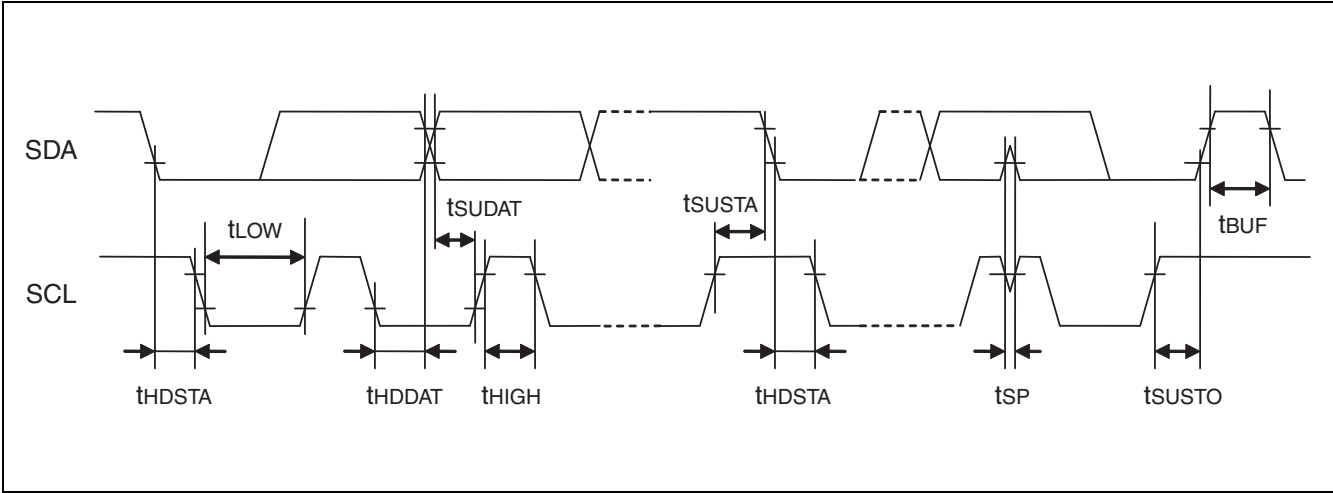 SDA
tSUDAT
tSUSTA
tLOW
tBUF
SCL
tHDSTA
tHDDAT
tHIGH
tHDSTA
tSP
tSUSTO